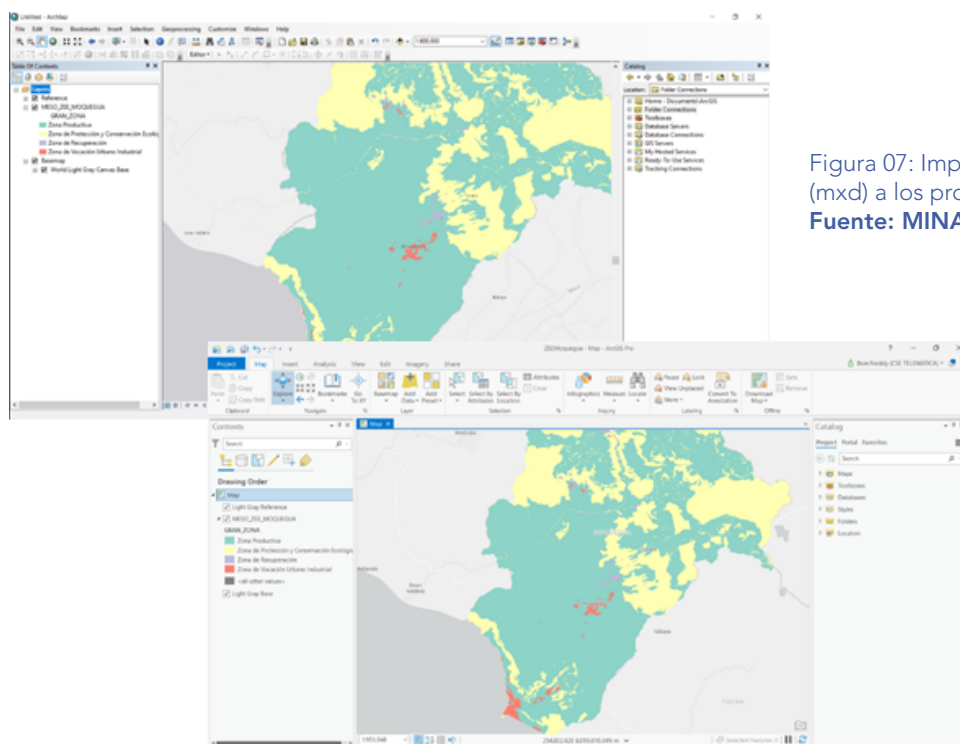 Untitled - ArcMap
File Edit View Bookmarks Insert Selection Geoprocessing Customize Windows Help
Editor
Table Of Contents
Layers
Reference
MESO_ZEE_MOQUEGUA
GRAN_ZONA
Zona Productiva
Zona de Protección y Conservación Ecológ
Zona de Recuperación
Zona de Vocación Urbano Industrial
Basemap
World Light Gray Canvas Base
Catalog
Location: Folder Connections
Home - Documents\ArcGIS
Folder Connections
Toolboxes
Database Servers
Database Connections
GIS Servers
My Hosted Services
Ready-To-Use Services
Tracking Connections
Figura 07: Imp
(mxd) a los pro
Fuente: MINA
ZEEMoquegua - Map - ArcGIS Pro
Project Map Insert Analysis View Edit Imagery Share
Paste
Cut
Copy
Copy Path
Explore
Bookmarks
Go To XY
Basemap
Add Data
Add Preset
Select
Select By Attributes
Select By Location
Attributes
Clear
Infographics
Measure
Locate
Pause
Lock
View Unplaced
More
Convert To Annotation
Download Map
Sync
Remove
Clipboard
Navigate
Layer
Selection
Inquiry
Labeling
Offline
Contents
Search
Drawing Order
Map
Light Gray Reference
MESO_ZEE_MOQUEGUA
GRAN_ZONA
Zona Productiva
Zona de Protección y Conservación Ecológic
Zona de Recuperación
Zona de Vocación Urbano Industrial
<all other values>
Light Gray Base
Map
TACNA
Catalog
Project Portal Favorites
Search
Maps
Toolboxes
Databases
Styles
Folders
Locators
Selected Features: 0